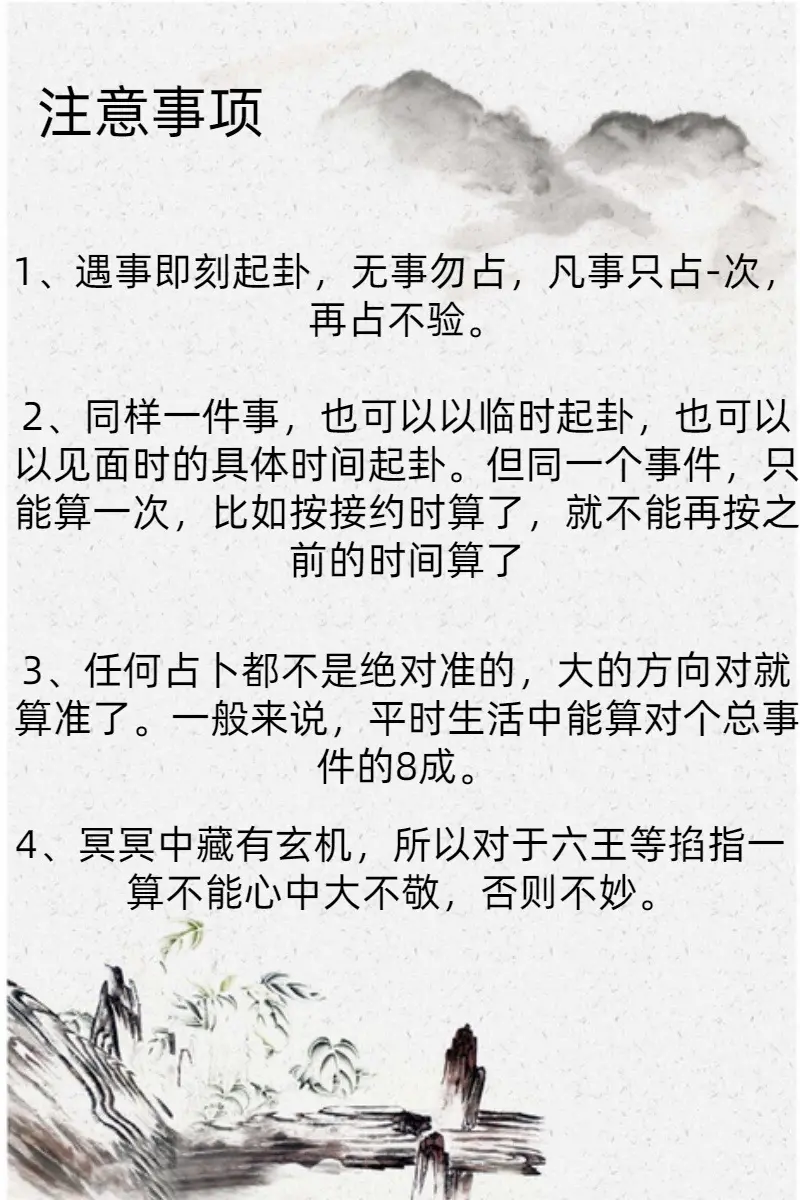 注意事项
1、遇事即刻起卦，无事勿占，凡事只占-次，
再占不验。
2、同样一件事，也可以以临时起卦，也可以
以见面时的具体时间起卦。但同一个事件，只
能算一次，比如按接约时算了，就不能再按之
前的时间算了
3、任何占卜都不是绝对准的，大的方向对就
算准了。一般来说，平时生活中能算对个总事
件的8成。
4、冥冥中藏有玄机，所以对于六王等掐指一
算不能心中大不敬，否则不妙。